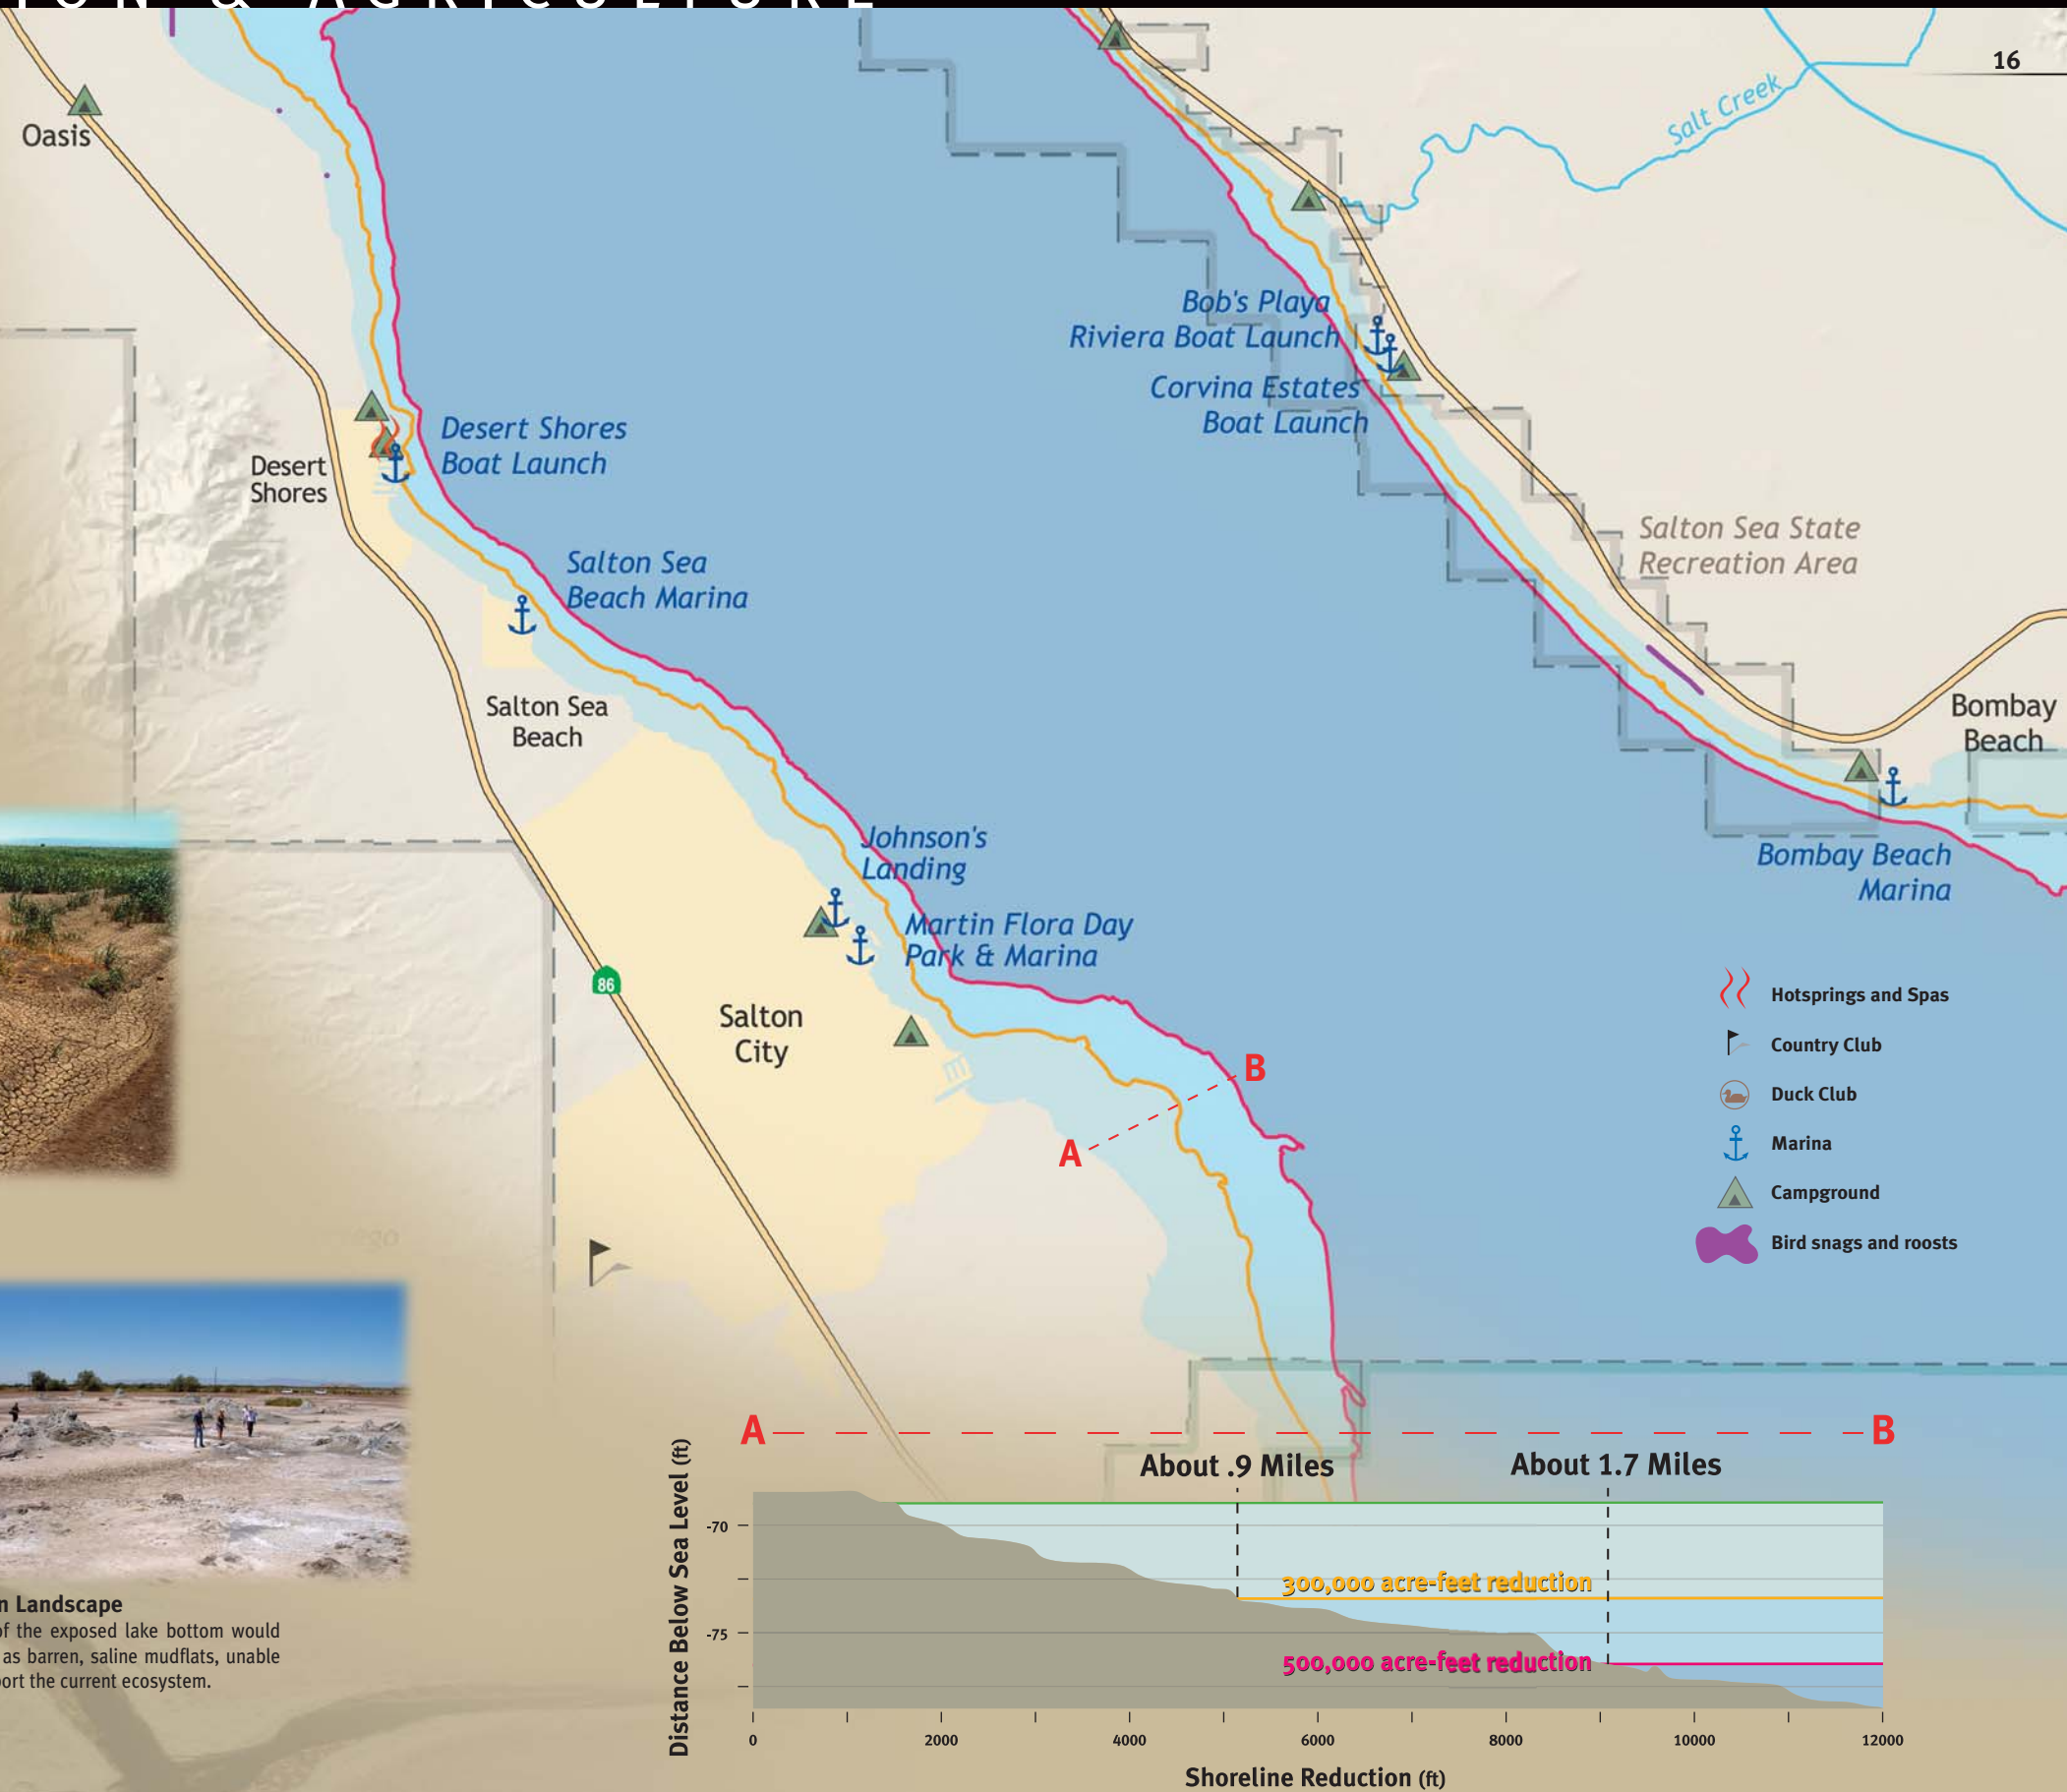 & AGRICULTURE
16
Oasis
Salt Creek
Bob's Playa
Riviera Boat Launch
Corvina Estates
Boat Launch
Desert Shores
Boat Launch
Desert
Shores
Salton Sea State
Recreation Area
Salton Sea
Beach Marina
Salton Sea
Beach
Bombay
Beach
Johnson's
Landing
Bombay Beach
Marina
Martin Flora Day
Park & Marina
86
Salton
City
B
A
Hotsprings and Spas
Country Club
Duck Club
Marina
Campground
Bird snags and roosts
A
B
About .9 Miles
About 1.7 Miles
Distance Below Sea Level (ft)
-70
300,000 acre-feet reduction
-75
500,000 acre-feet reduction
0
2000
4000
6000
8000
10000
12000
Shoreline Reduction (ft)
n Landscape
of the exposed lake bottom would
as barren, saline mudflats, unable
ort the current ecosystem.